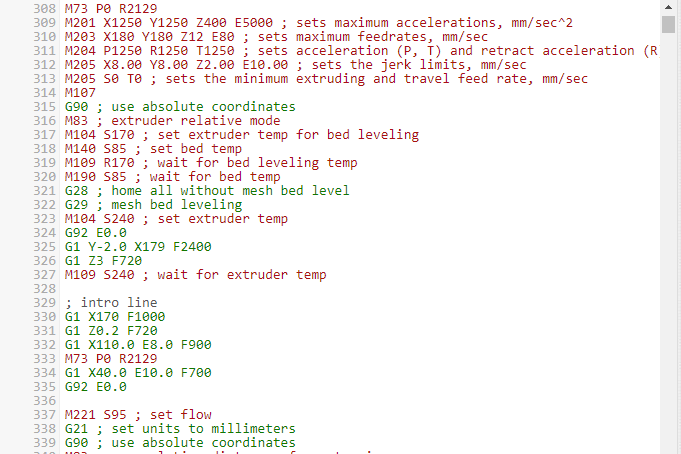 308 M73 P0 R2129
309 M201 X1250 Y1250 Z400 E5000 ; sets maximum accelerations, mm/sec^2
310 M203 X180 Y180 Z12 E80 ; sets maximum feedrates, mm/sec
311 M204 P1250 R1250 T1250 ; sets acceleration (P, T) and retract acceleration (R
312 M205 X8.00 Y8.00 Z2.00 E10.00 ; sets the jerk limits, mm/sec
313 M205 S0 T0 ; sets the minimum extruding and travel feed rate, mm/sec
314 M107
315 G90 ; use absolute coordinates
316 M83 ; extruder relative mode
317 M104 S170 ; set extruder temp for bed leveling
318 M140 S85 ; set bed temp
319 M109 R170 ; wait for bed leveling temp
320 M190 S85 ; wait for bed temp
321 G28 ; home all without mesh bed level
322 G29 ; mesh bed leveling
323 M104 S240 ; set extruder temp
324 G92 E0.0
325 G1 Y-2.0 X179 F2400
326 G1 Z3 F720
327 M109 S240 ; wait for extruder temp
328
329 ; intro line
330 G1 X170 F1000
331 G1 Z0.2 F720
332 G1 X110.0 E8.0 F900
333 M73 P0 R2129
334 G1 X40.0 E10.0 F700
335 G92 E0.0
336
337 M221 S95 ; set flow
338 G21 ; set units to millimeters
339 G90 ; use absolute coordinates